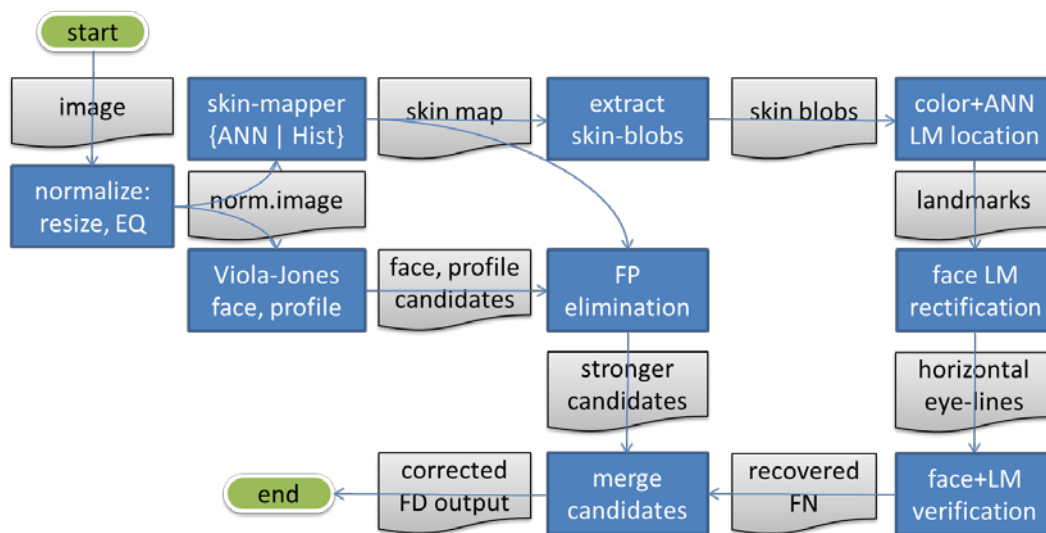 start
image
skin-mapper
{ANN | Hist}
skin map
extract
skin-blobs
skin blobs
color+ANN
LM location
normalize:
resize, EQ
norm.image
landmarks
Viola-Jones
face, profile
face, profile
candidates
FP
elimination
face LM
rectification
stronger
candidates
horizontal
eye-lines
end
corrected
FD output
merge
candidates
recovered
FN
face+LM
verification